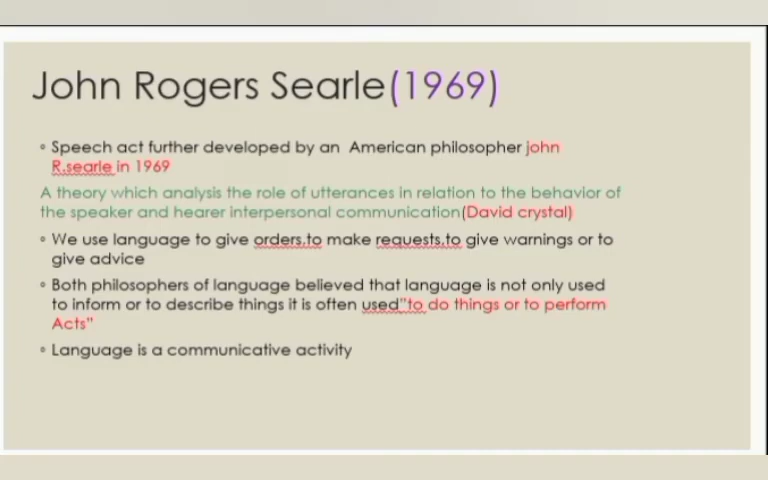 John Rogers Searle(1969)
◦ Speech act further developed by an American philosopher john
R.searle in 1969
A theory which analysis the role of utterances in relation to the behavior of
the speaker and hearer interpersonal communication(David crystal)
◦ We use language to give orders,to make requests,to give warnings or to
give advice
◦ Both philosophers of language believed that language is not only used
to inform or to describe things it is often used"to do things or to perform
Acts"
◦ Language is a communicative activity